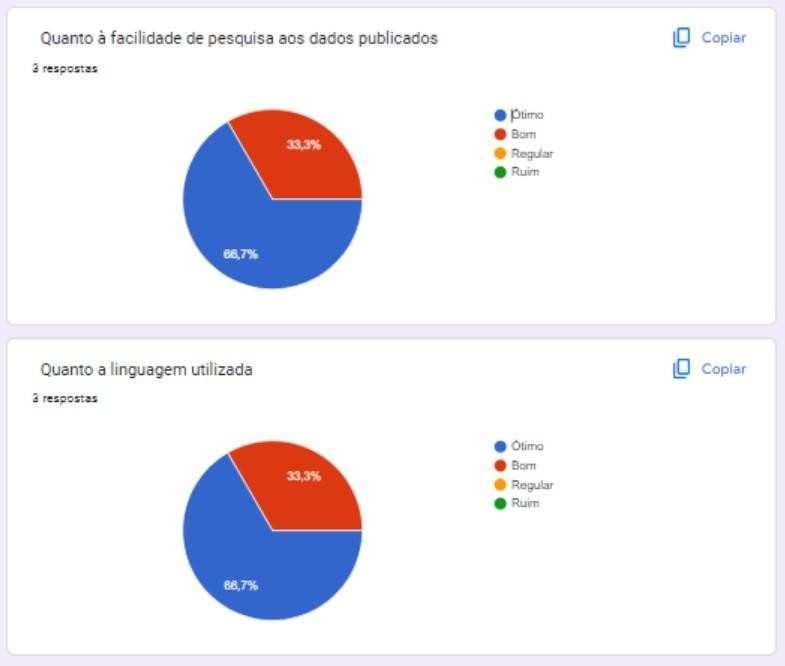 Quanto à facilidade de pesquisa aos dados publicados
Copiar
3 respostas
33,3%
66,7%
Ótimo
Bom
Regular
Ruim
Quanto a linguagem utilizada
Copiar
3 respostas
33,3%
66,7%
Ótimo
Bom
Regular
Ruim